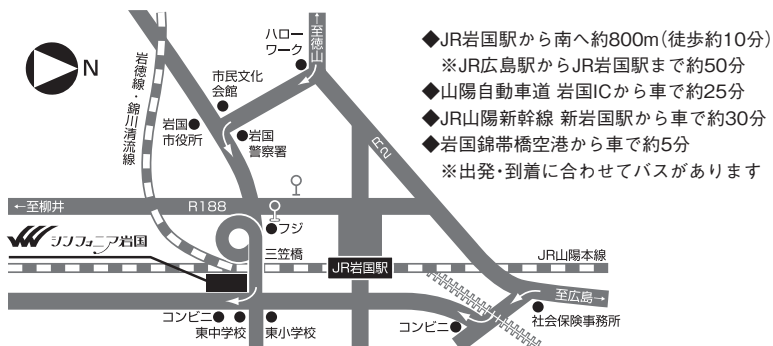 ◆JR岩国駅から南へ約800m(徒歩約10分)
※JR広島駅からJR岩国駅まで約50分
◆山陽自動車道 岩国ICから車で約25分
◆JR山陽新幹線 新岩国駅から車で約30分
◆岩国錦帯橋空港から車で約5分
※出発・到着に合わせてバスがあります
N
岩徳線・錦川清流線
ハロー
ワーク
↑至徳山
市民文化
会館
岩国
市役所
岩国
警察署
R2
←至柳井
R188
シンフォニア岩国
フジ
三笠橋
JR岩国駅
JR山陽本線
至広島→
コンビニ
東中学校
東小学校
コンビニ
社会保険事務所